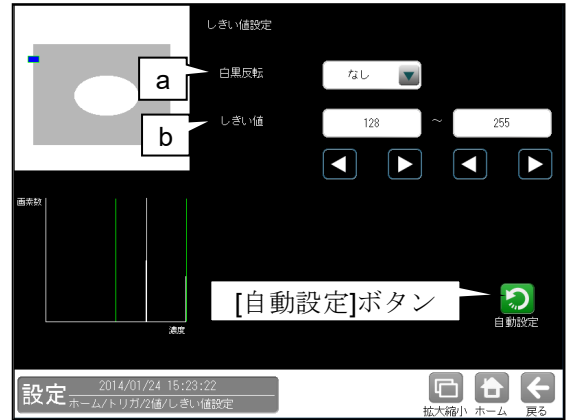 しきい値設定
a
白黒反転
なし
b
しきい値
128
~
255
画素数
濃度
[自動設定]ボタン
自動設定
設定
2014/01/24 15:23:22
ホーム/トリガ/2値/しきい値設定
拡大縮小
ホーム
戻る